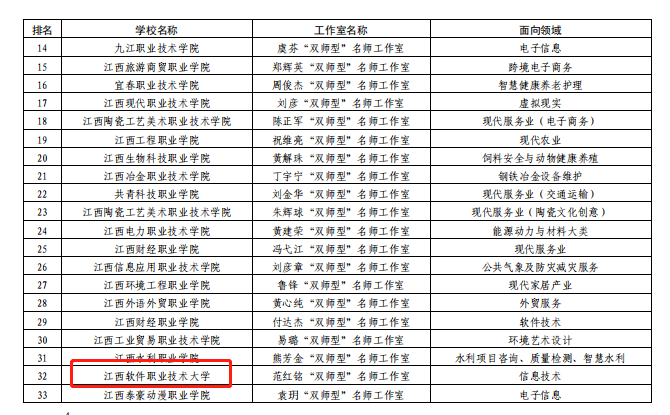 排名 学校名称 工作室名称 面向领域
14 九江职业技术学院 虞芬“双师型”名师工作室 电子信息
15 江西旅游商贸职业学院 郑辉英“双师型”名师工作室 跨境电子商务
16 宜春职业技术学院 周俊杰“双师型”名师工作室 智慧健康养老护理
17 江西现代职业技术学院 刘彦“双师型”名师工作室 虚拟现实
18 江西陶瓷工艺美术职业技术学院 陈正军“双师型”名师工作室 现代服务业（电子商务）
19 江西工程职业学院 祝维亮“双师型”名师工作室 现代农业
20 江西生物科技职业学院 黄解珠“双师型”名师工作室 饲料安全与动物健康养殖
21 江西冶金职业技术学院 丁宇宁“双师型”名师工作室 钢铁冶金设备维护
22 共青科技职业学院 刘金华“双师型”名师工作室 现代服务业（交通运输）
23 江西陶瓷工艺美术职业技术学院 朱辉球“双师型”名师工作室 现代服务业（陶瓷文化创意）
24 江西电力职业技术学院 黄建荣“双师型”名师工作室 能源动力与材料大类
25 江西财经职业学院 冯弋江“双师型”名师工作室 现代服务业
26 江西信息应用职业技术学院 刘彦章“双师型”名师工作室 公共气象及防灾减灾服务
27 江西环境工程职业学院 鲁锋“双师型”名师工作室 现代家居产业
28 江西外语外贸职业学院 黄心纯“双师型”名师工作室 外贸服务
29 江西财经职业学院 付达杰“双师型”名师工作室 软件技术
30 江西工业贸易职业技术学院 易璐“双师型”名师工作室 环境艺术设计
31 江西水利职业学院 熊芳金“双师型”名师工作室 水利项目咨询、质量检测、智慧水利
32 江西软件职业技术大学 范红铭“双师型”名师工作室 信息技术
33 江西泰豪动漫职业学院 袁玥“双师型”名师工作室 电子信息